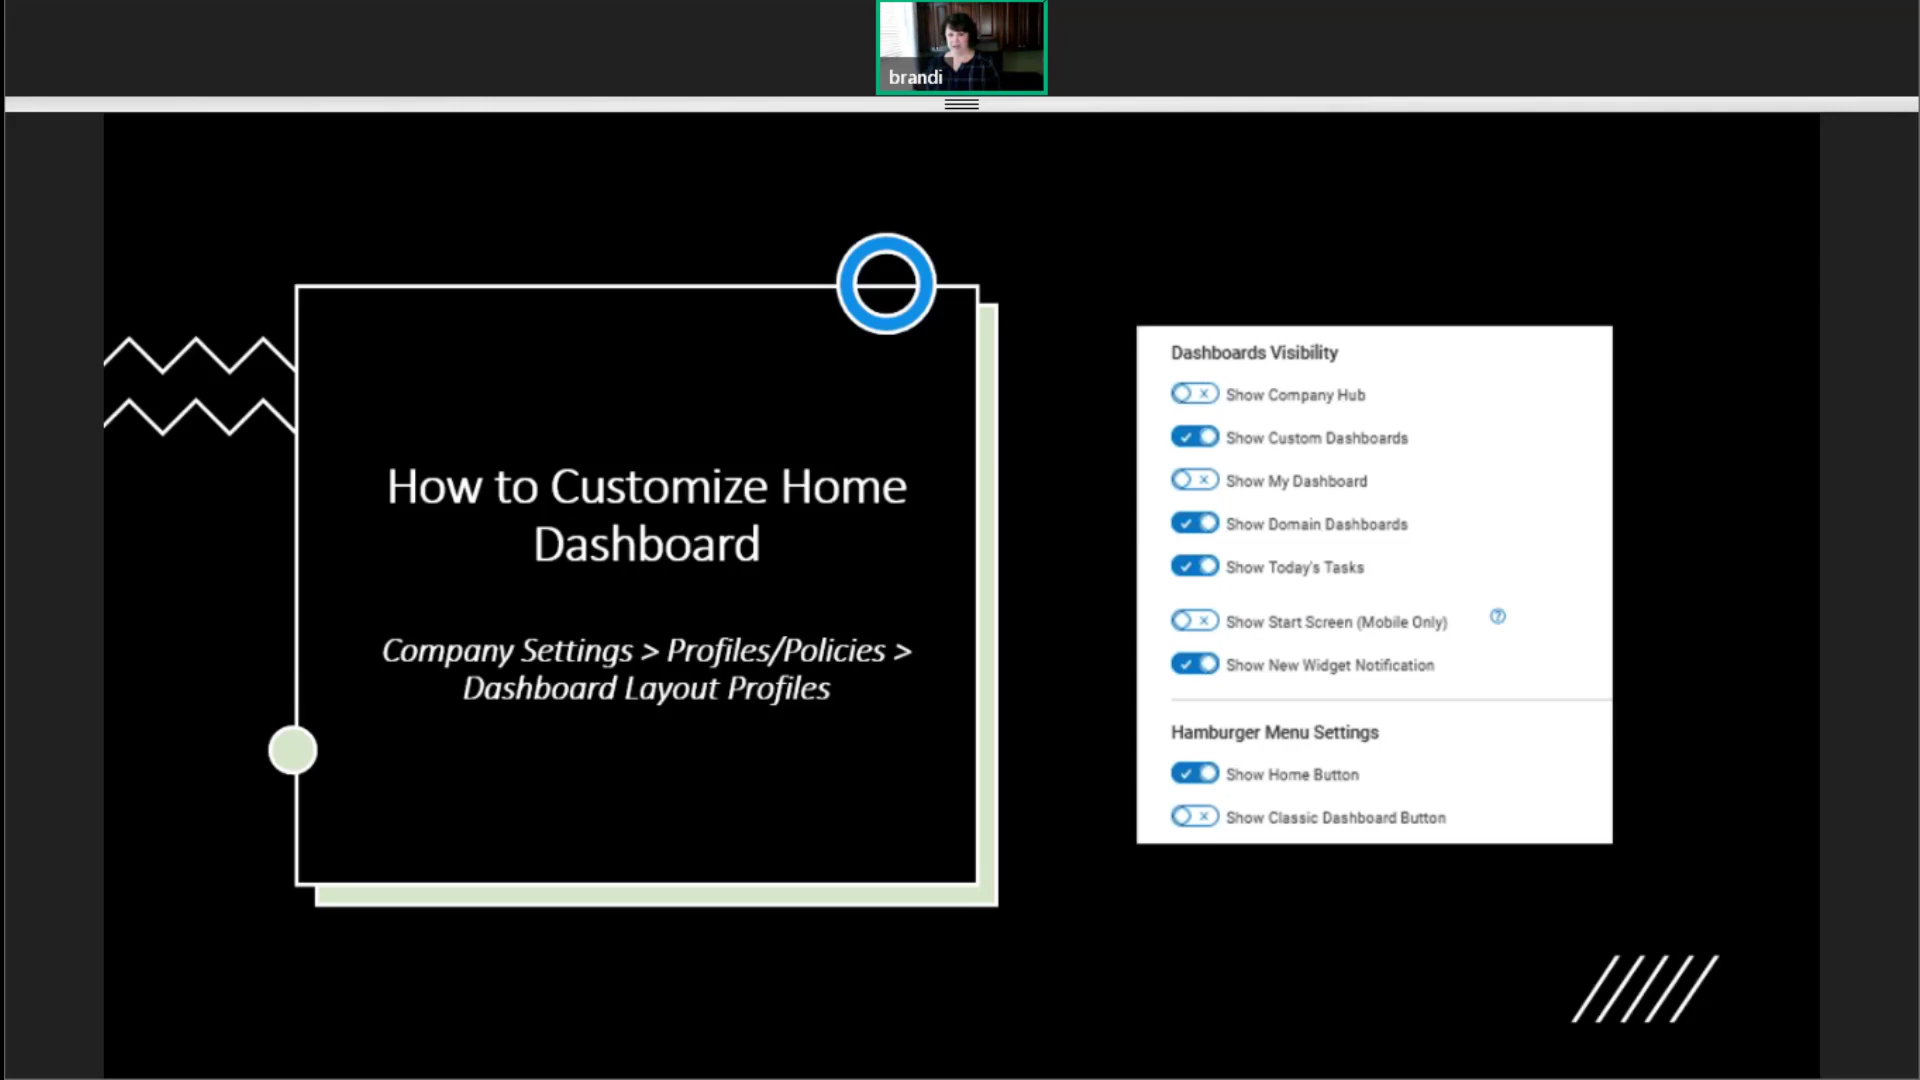 brandi
How to Customize Home
Dashboard
Company Settings > Profiles/Policies >
Dashboard Layout Profiles
Dashboards Visibility
Show Company Hub
Show Custom Dashboards
Show My Dashboard
Show Domain Dashboards
Show Today's Tasks
Show Start Screen (Mobile Only) ?
Show New Widget Notification
Hamburger Menu Settings
Show Home Button
Show Classic Dashboard Button